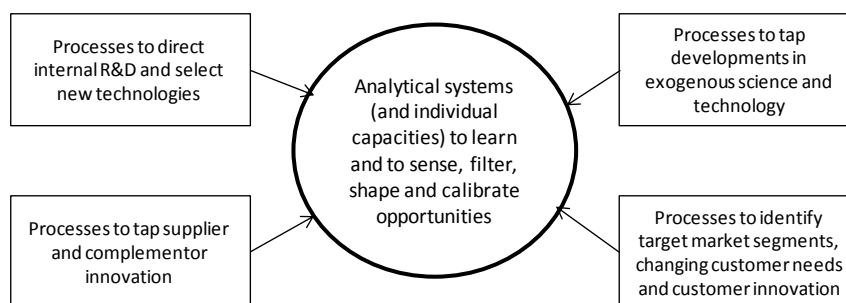 Processes to direct
internal R&D and select
new technologies
Processes to tap
developments in
exogenous science and
technology
Analytical systems
(and individual
capacities) to learn
and to sense, filter,
shape and calibrate
opportunities
Processes to tap supplier
and complementor
innovation
Processes to identify
target market segments,
changing customer needs
and customer innovation